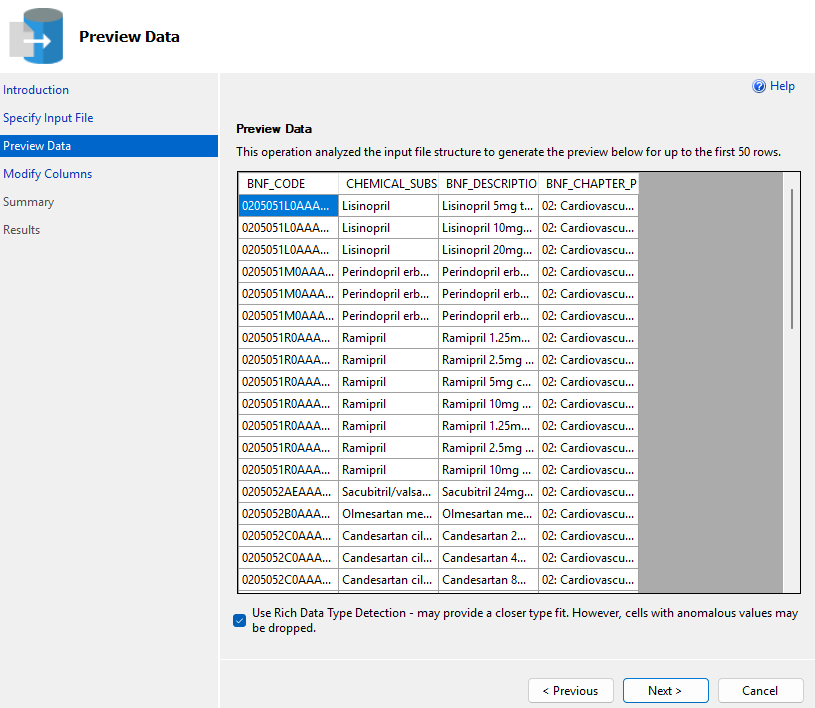 Preview Data
Introduction
Specify Input File
Preview Data
Modify Columns
Summary
Results
Help
Preview Data
This operation analyzed the input file structure to generate the preview below for up to the first 50 rows.
BNF_CODE CHEMICAL_SUBS BNF_DESCRIPTIO BNF_CHAPTER_P
0205051L0AAA... Lisinopril Lisinopril 5mg t... 02: Cardiovascu...
0205051L0AAA... Lisinopril Lisinopril 10mg... 02: Cardiovascu...
0205051L0AAA... Lisinopril Lisinopril 20mg... 02: Cardiovascu...
0205051M0AAA... Perindopril erb... Perindopril erb... 02: Cardiovascu...
0205051M0AAA... Perindopril erb... Perindopril erb... 02: Cardiovascu...
0205051M0AAA... Perindopril erb... Perindopril erb... 02: Cardiovascu...
0205051R0AAA... Ramipril Ramipril 1.25m... 02: Cardiovascu...
0205051R0AAA... Ramipril Ramipril 2.5mg ... 02: Cardiovascu...
0205051R0AAA... Ramipril Ramipril 5mg c... 02: Cardiovascu...
0205051R0AAA... Ramipril Ramipril 10mg ... 02: Cardiovascu...
0205051R0AAA... Ramipril Ramipril 1.25m... 02: Cardiovascu...
0205051R0AAA... Ramipril Ramipril 2.5mg ... 02: Cardiovascu...
0205051R0AAA... Ramipril Ramipril 10mg ... 02: Cardiovascu...
0205052AEAAA... Sacubitril/valsa... Sacubitril 24mg... 02: Cardiovascu...
0205052B0AAA... Olmesartan me... Olmesartan me... 02: Cardiovascu...
0205052C0AAA... Candesartan cil... Candesartan 2... 02: Cardiovascu...
0205052C0AAA... Candesartan cil... Candesartan 4... 02: Cardiovascu...
0205052C0AAA... Candesartan cil... Candesartan 8... 02: Cardiovascu...
Use Rich Data Type Detection - may provide a closer type fit. However, cells with anomalous values may
be dropped.
< Previous
Next >
Cancel